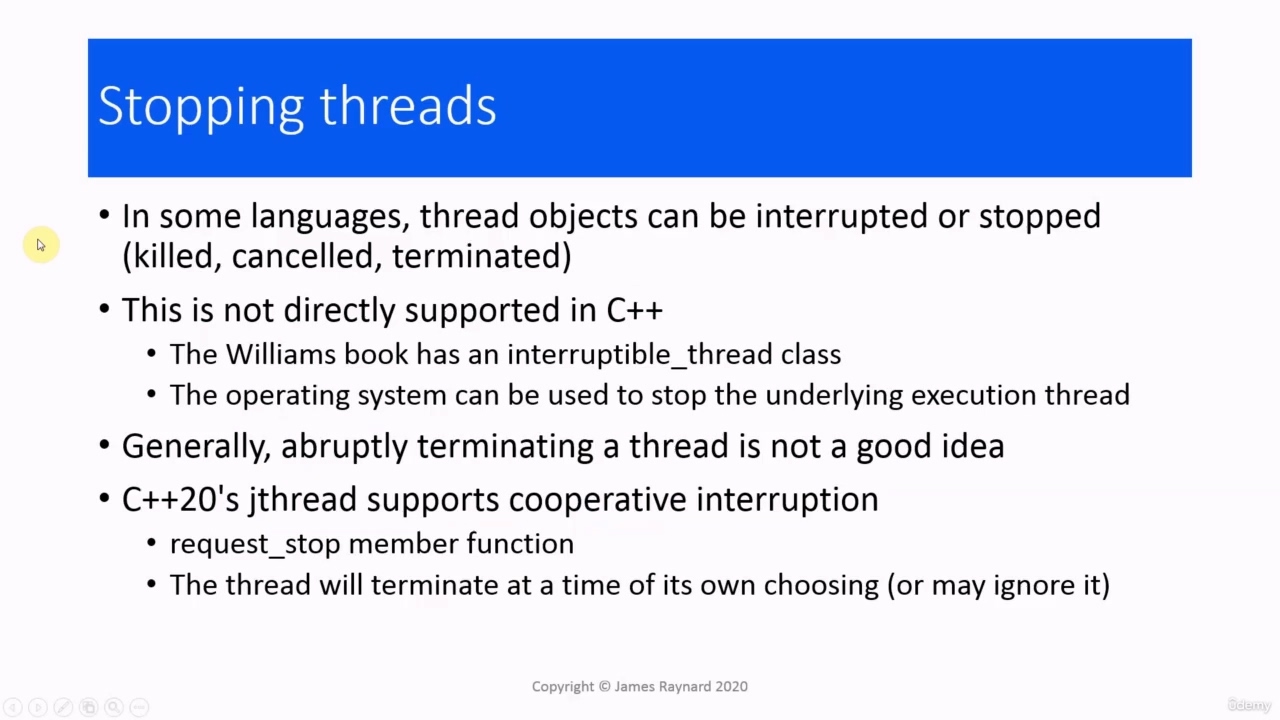 Stopping threads
• In some languages, thread objects can be interrupted or stopped
(killed, cancelled, terminated)
• This is not directly supported in C++
• The Williams book has an interruptible_thread class
• The operating system can be used to stop the underlying execution thread
• Generally, abruptly terminating a thread is not a good idea
• C++20's jthread supports cooperative interruption
• request_stop member function
• The thread will terminate at a time of its own choosing (or may ignore it)
Copyright © James Raynard 2020
ûdemy